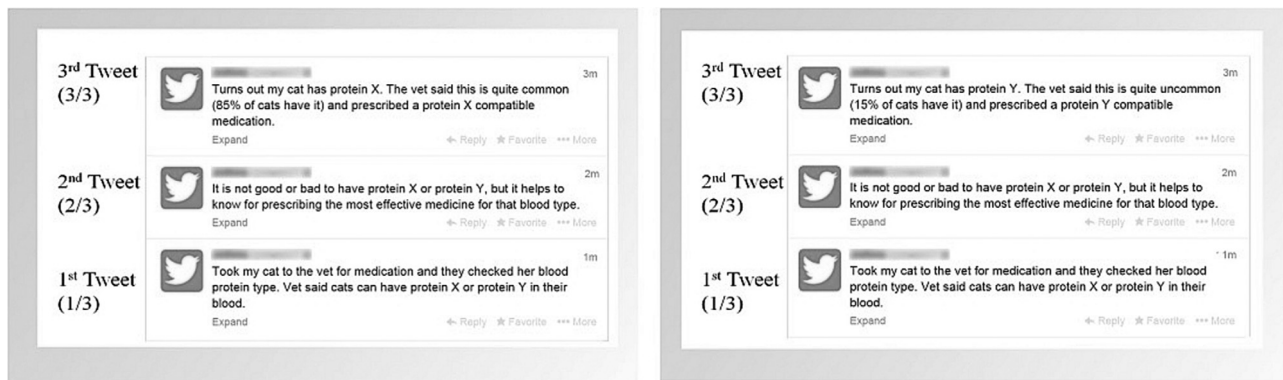 3rd Tweet
(3/3)
3m
Turns out my cat has protein X. The vet said this is quite common
(85% of cats have it) and prescribed a protein X compatible
medication.
Expand
Reply Favorite More
2nd Tweet
(2/3)
2m
It is not good or bad to have protein X or protein Y, but it helps to
know for prescribing the most effective medicine for that blood type.
Expand
Reply Favorite More
1st Tweet
(1/3)
1m
Took my cat to the vet for medication and they checked her blood
protein type. Vet said cats can have protein X or protein Y in their
blood.
Expand
Reply Favorite More
3rd Tweet
(3/3)
3m
Turns out my cat has protein Y. The vet said this is quite uncommon
(15% of cats have it) and prescribed a protein Y compatible
medication.
Expand
Reply Favorite More
2nd Tweet
(2/3)
2m
It is not good or bad to have protein X or protein Y, but it helps to
know for prescribing the most effective medicine for that blood type.
Expand
Reply Favorite More
1st Tweet
(1/3)
1m
Took my cat to the vet for medication and they checked her blood
protein type. Vet said cats can have protein X or protein Y in their
blood.
Expand
Reply Favorite More